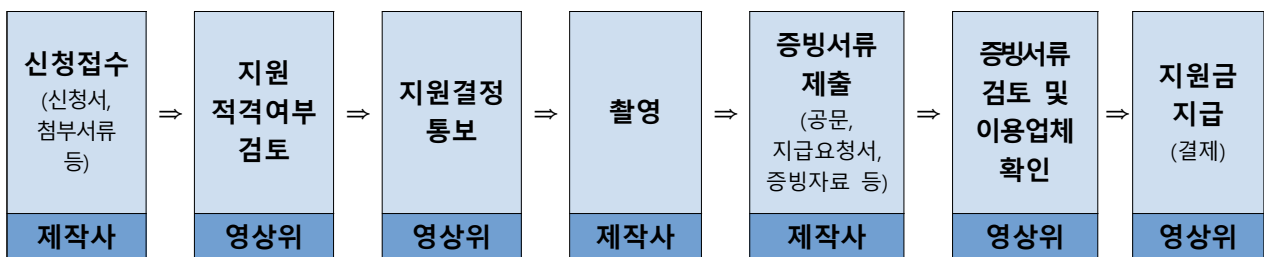 신청접수
(신청서,
첨부서류
등)
제작사
⇒
지원
적격여부
검토
영상위
⇒
지원결정
통보
영상위
⇒
촬영
제작사
⇒
증빙서류
제출
(공문,
지급요청서,
증빙자료 등)
제작사
⇒
증빙서류
검토 및
이용업체
확인
영상위
⇒
지원금
지급
(결제)
영상위